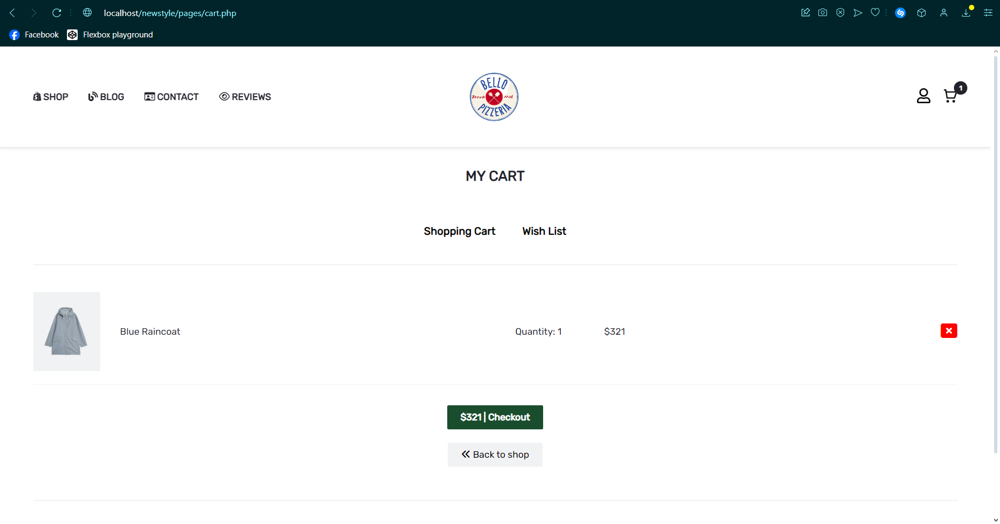 localhost/newstyle/pages/cart.php
Facebook
Flexbox playground
SHOP
BLOG
CONTACT
REVIEWS
BELLO
Fresh Hot
PIZZERIA
1
MY CART
Shopping Cart
Wish List
Blue Raincoat
Quantity: 1
$321
$321 | Checkout
Back to shop